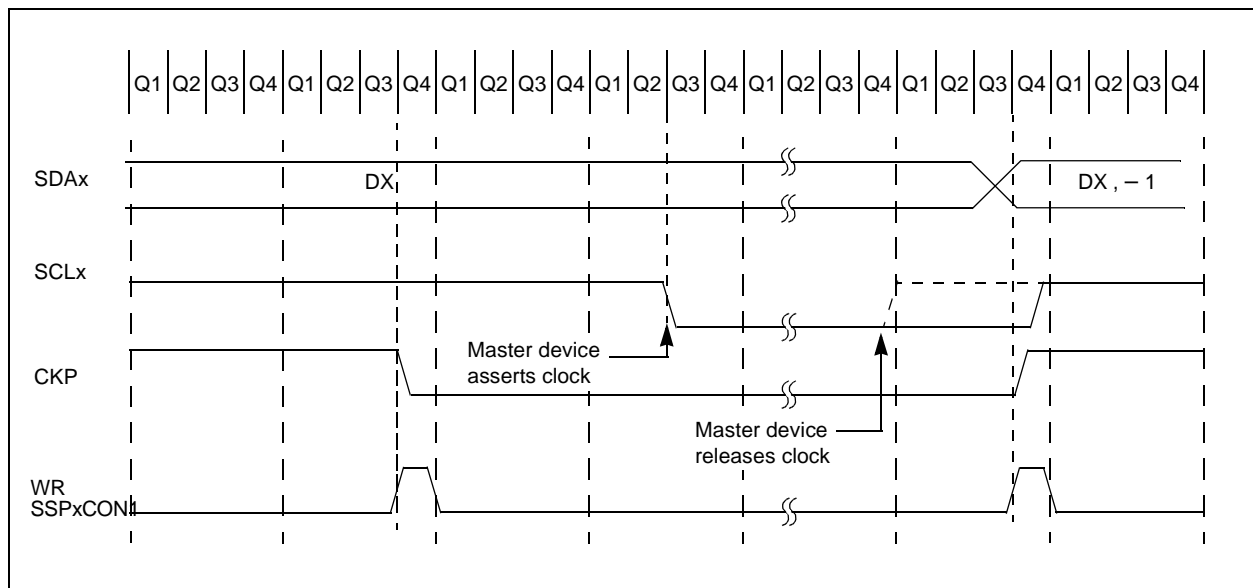 Q1 Q2 Q3 Q4 Q1 Q2 Q3 Q4 Q1 Q2 Q3 Q4 Q1 Q2 Q3 Q4 Q1 Q2 Q3 Q4 Q1 Q2 Q3 Q4 Q1 Q2 Q3 Q4
SDAx
DX
DX , – 1
SCLx
Master device
asserts clock
CKP
Master device
releases clock
WR
SSPxCON1